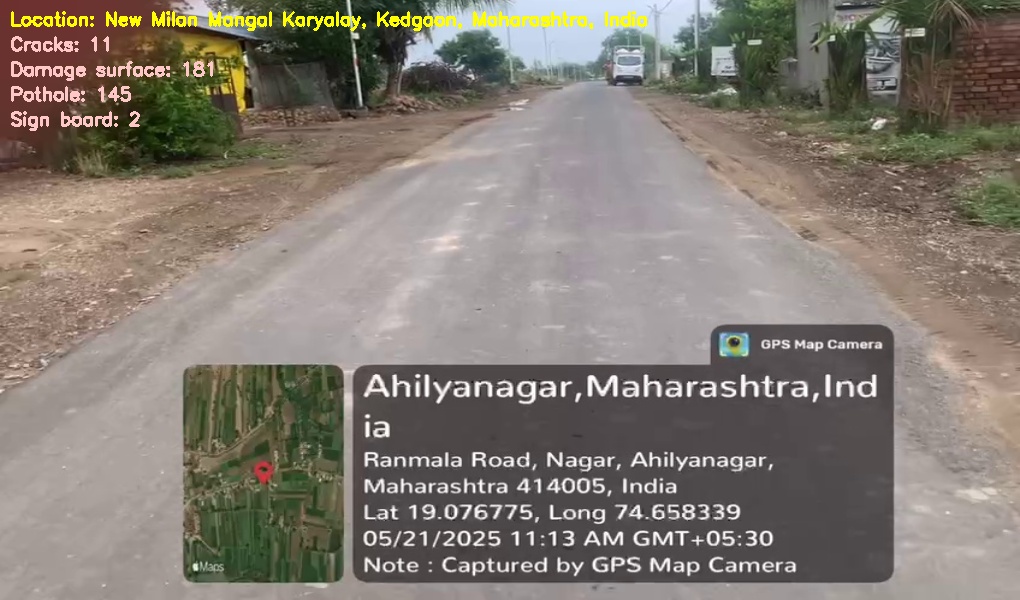 Location: New Milan Mangal Karyalay, Kedgaon, Maharashtra, India
Cracks: 11
Damage surface: 181
Pothole: 145
Sign board: 2
GPS Map Camera
Ahilyanagar,Maharashtra,Ind
ia
Ranmala Road, Nagar, Ahilyanagar,
Maharashtra 414005, India
Lat 19.076775, Long 74.658339
05/21/2025 11:13 AM GMT+05:30
Note : Captured by GPS Map Camera
Maps